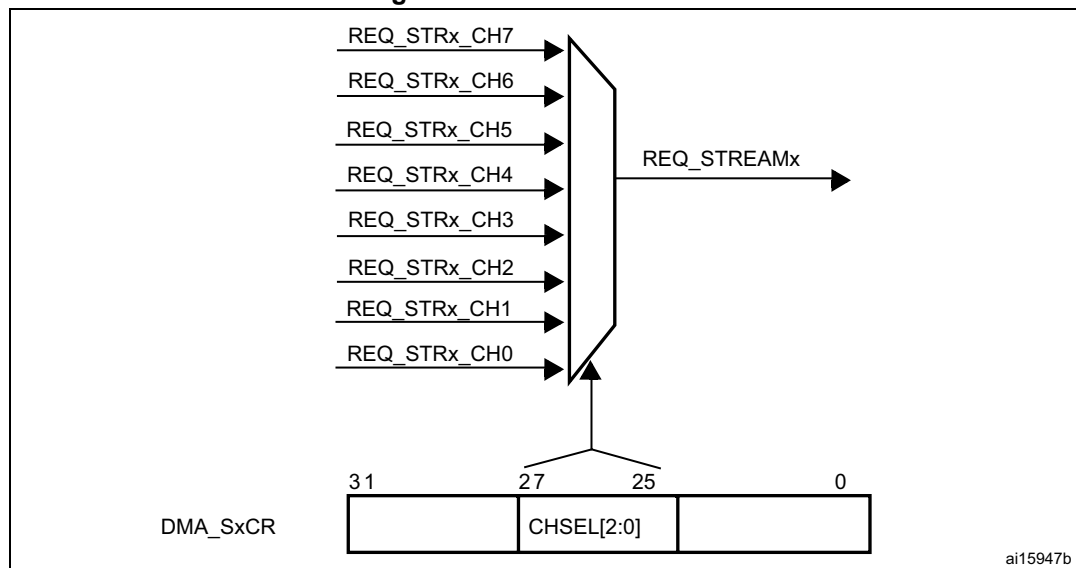 REQ_STRx_CH7
REQ_STRx_CH6
REQ_STRx_CH5
REQ_STRx_CH4
REQ_STRx_CH3
REQ_STRx_CH2
REQ_STRx_CH1
REQ_STRx_CH0
REQ_STREAMx
31 27 25 0
DMA_SxCR CHSEL[2:0]
ai15947b